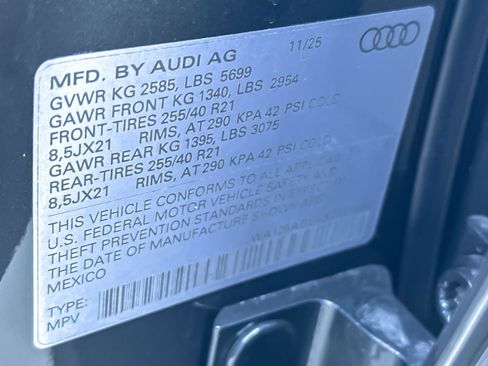 MFD. BY AUDI AG 11/25
GVWR KG 2585, LBS 5699
GAWR FRONT KG 1340, LBS 2954
FRONT-TIRES 255/40 R21
8,5JX21 RIMS, AT 290 KPA 42 PSI COLD
GAWR REAR KG 1395, LBS 3075
REAR-TIRES 255/40 R21
8,5JX21 RIMS, AT 290 KPA 42 PSI COLD
THIS VEHICLE CONFORMS TO ALL APPLICABLE
U.S. FEDERAL MOTOR VEHICLE SAFETY AND
THEFT PREVENTION STANDARDS IN EFFECT ON
THE DATE OF MANUFACTURE SHOWN ABOVE
MEXICO
TYPE:
MPV